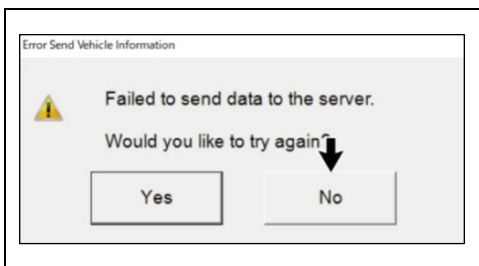 Error Send Vehicle Information
Failed to send data to the server.
Would you like to try again?
Yes
No